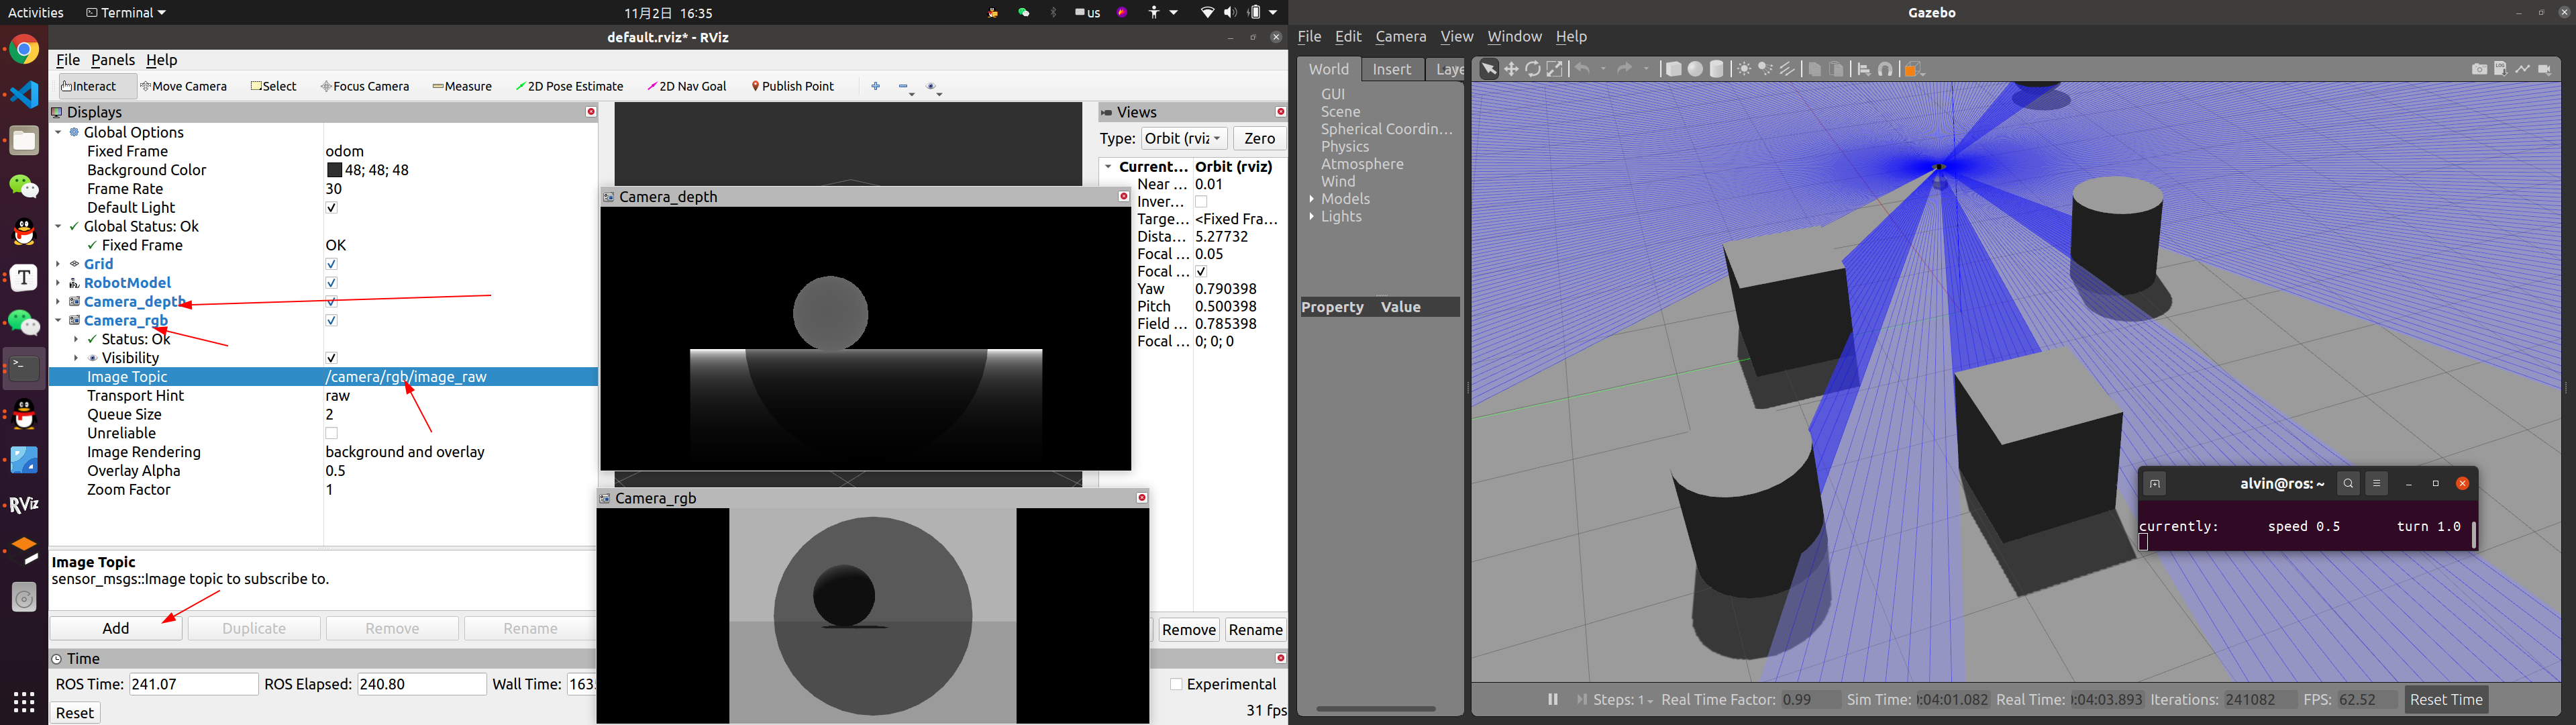 Activities
Terminal
11月2日 16:35
us
default.rviz* - RViz
File Panels Help
Interact
Move Camera
Select
Focus Camera
Measure
2D Pose Estimate
2D Nav Goal
Publish Point
Displays
Global Options
Fixed Frame odom
Background Color 48; 48; 48
Frame Rate 30
Default Light
Global Status: Ok
Fixed Frame OK
Grid
RobotModel
Camera_depth
Camera_rgb
Status: Ok
Visibility
Image Topic /camera/rgb/image_raw
Transport Hint raw
Queue Size 2
Unreliable
Image Rendering background and overlay
Overlay Alpha 0.5
Zoom Factor 1
Image Topic
sensor_msgs::Image topic to subscribe to.
Add Duplicate Remove Rename
Time
ROS Time: 241.07 ROS Elapsed: 240.80 Wall Time: 163
Reset
Camera_depth
Camera_rgb
Views
Type: Orbit (rviz Zero
Current... Orbit (rviz)
Near ... 0.01
Inver...
Targe... <Fixed Fra...
Dista... 5.27732
Focal ... 0.05
Focal ...
Yaw 0.790398
Pitch 0.500398
Field ... 0.785398
Focal ... 0; 0; 0
Remove Rename
Experimental
31 fps
T
>_
RViz
Gazebo
File Edit Camera View Window Help
World Insert Laye
GUI
Scene
Spherical Coordin...
Physics
Atmosphere
Wind
Models
Lights
Property Value
alvin@ros: ~
currently: speed 0.5 turn 1.0
Steps: 1 Real Time Factor: 0.99 Sim Time: 0:04:01.082 Real Time: 0:04:03.893 Iterations: 241082 FPS: 62.52 Reset Time